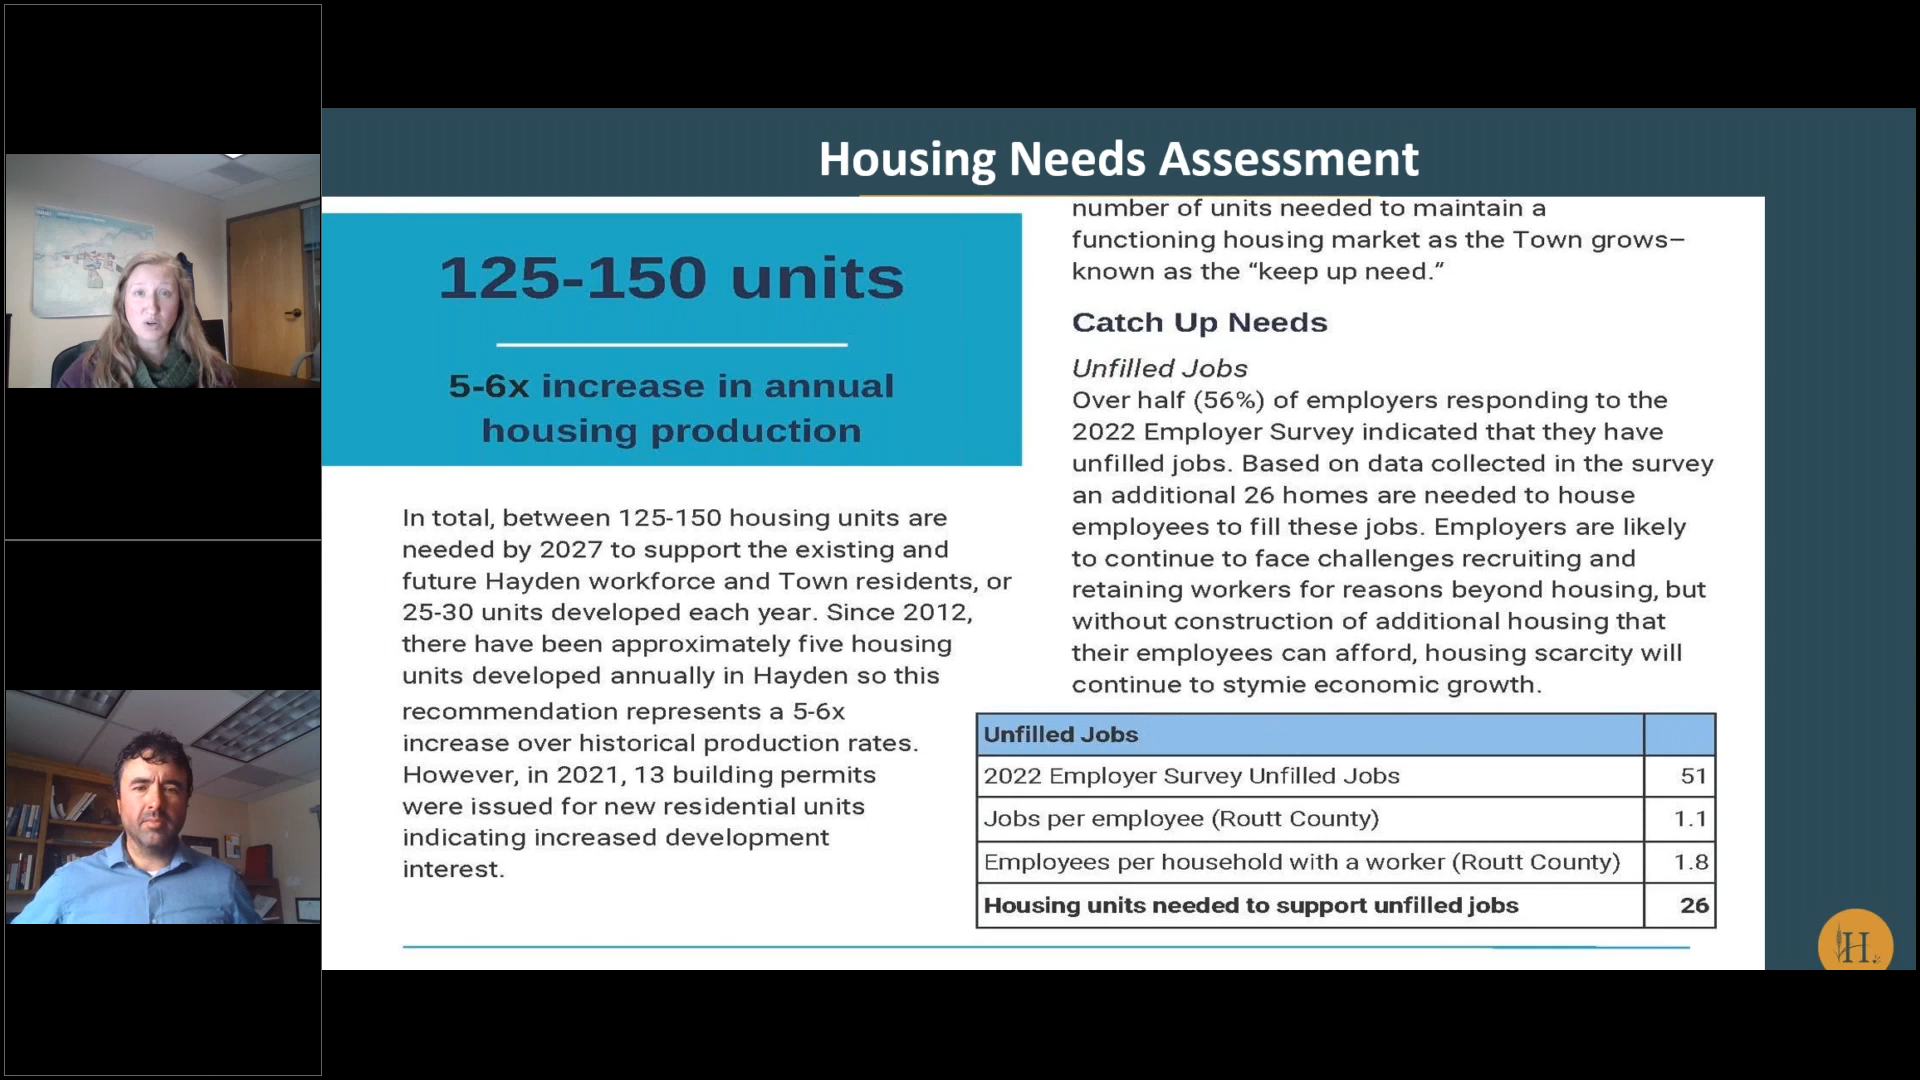 Housing Needs Assessment
125-150 units
5-6x increase in annual
housing production
In total, between 125-150 housing units are
needed by 2027 to support the existing and
future Hayden workforce and Town residents, or
25-30 units developed each year. Since 2012,
there have been approximately five housing
units developed annually in Hayden so this
recommendation represents a 5-6x
increase over historical production rates.
However, in 2021, 13 building permits
were issued for new residential units
indicating increased development
interest.
number of units needed to maintain a
functioning housing market as the Town grows–
known as the “keep up need.”
Catch Up Needs
Unfilled Jobs
Over half (56%) of employers responding to the
2022 Employer Survey indicated that they have
unfilled jobs. Based on data collected in the survey
an additional 26 homes are needed to house
employees to fill these jobs. Employers are likely
to continue to face challenges recruiting and
retaining workers for reasons beyond housing, but
without construction of additional housing that
their employees can afford, housing scarcity will
continue to stymie economic growth.
Unfilled Jobs
2022 Employer Survey Unfilled Jobs 51
Jobs per employee (Routt County) 1.1
Employees per household with a worker (Routt County) 1.8
Housing units needed to support unfilled jobs 26
H.